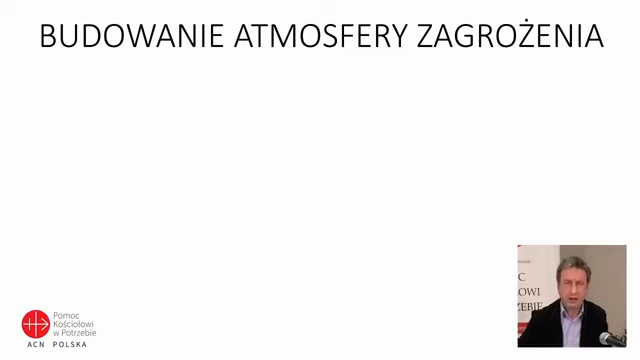 BUDOWANIE ATMOSFERY ZAGROŻENIA
Pomoc
Kościołowi
w Potrzebie
ACN POLSKA